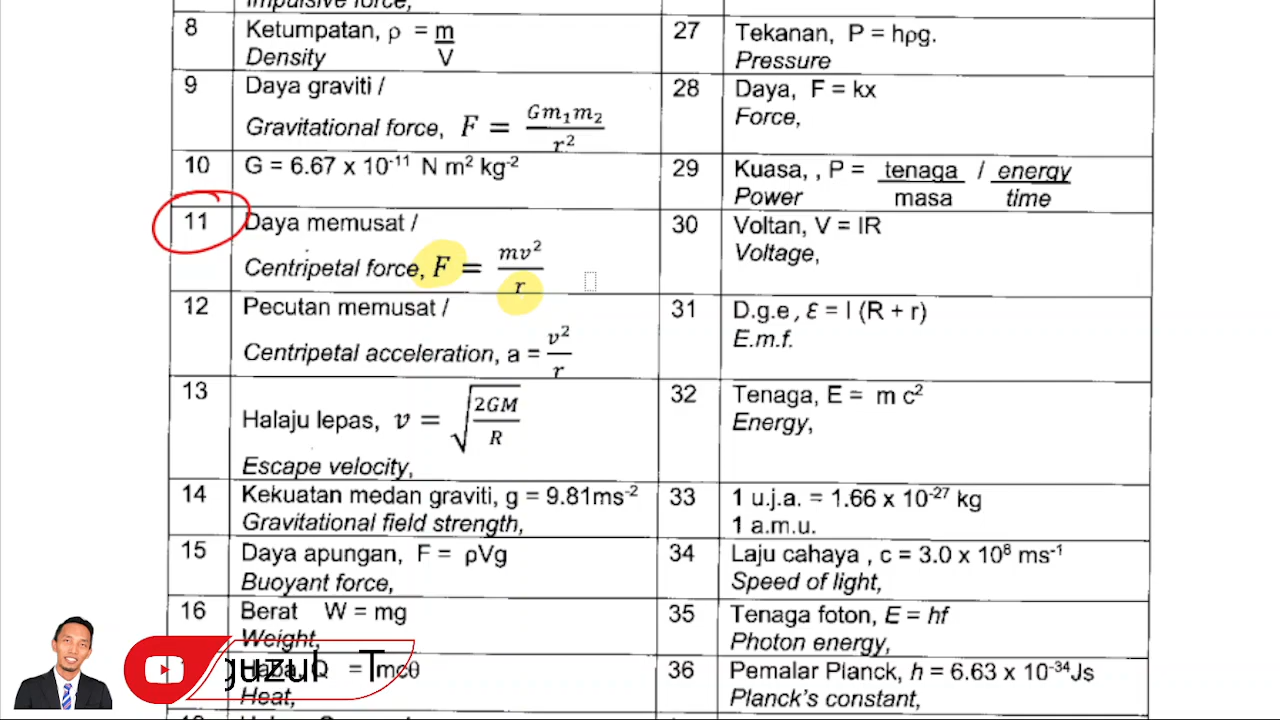 Impulsive force,
8 Ketumpatan, ρ = m
Density V
9 Daya graviti /
Gravitational force, F = Gm₁m₂
r²
10 G = 6.67 x 10⁻¹¹ N m² kg⁻²
11 Daya memusat /
Centripetal force, F = mv²
r
12 Pecutan memusat /
Centripetal acceleration, a = v²
r
13
Halaju lepas, v = √ 2GM
R
Escape velocity,
14 Kekuatan medan graviti, g = 9.81ms⁻²
Gravitational field strength,
15 Daya apungan, F = ρVg
Buoyant force,
16 Berat W = mg
Weight,
Q = mcθ
Heat,
27 Tekanan, P = hρg.
Pressure
28 Daya, F = kx
Force,
29 Kuasa, , P = tenaga / energy
Power masa time
30 Voltan, V = IR
Voltage,
31 D.g.e , Ɛ = I (R + r)
E.m.f.
32 Tenaga, E = m c²
Energy,
33 1 u.j.a. = 1.66 x 10⁻²⁷ kg
1 a.m.u.
34 Laju cahaya , c = 3.0 x 10⁸ ms⁻¹
Speed of light,
35 Tenaga foton, E = hf
Photon energy,
36 Pemalar Planck, h = 6.63 x 10⁻³⁴Js
Planck's constant,
guzul T